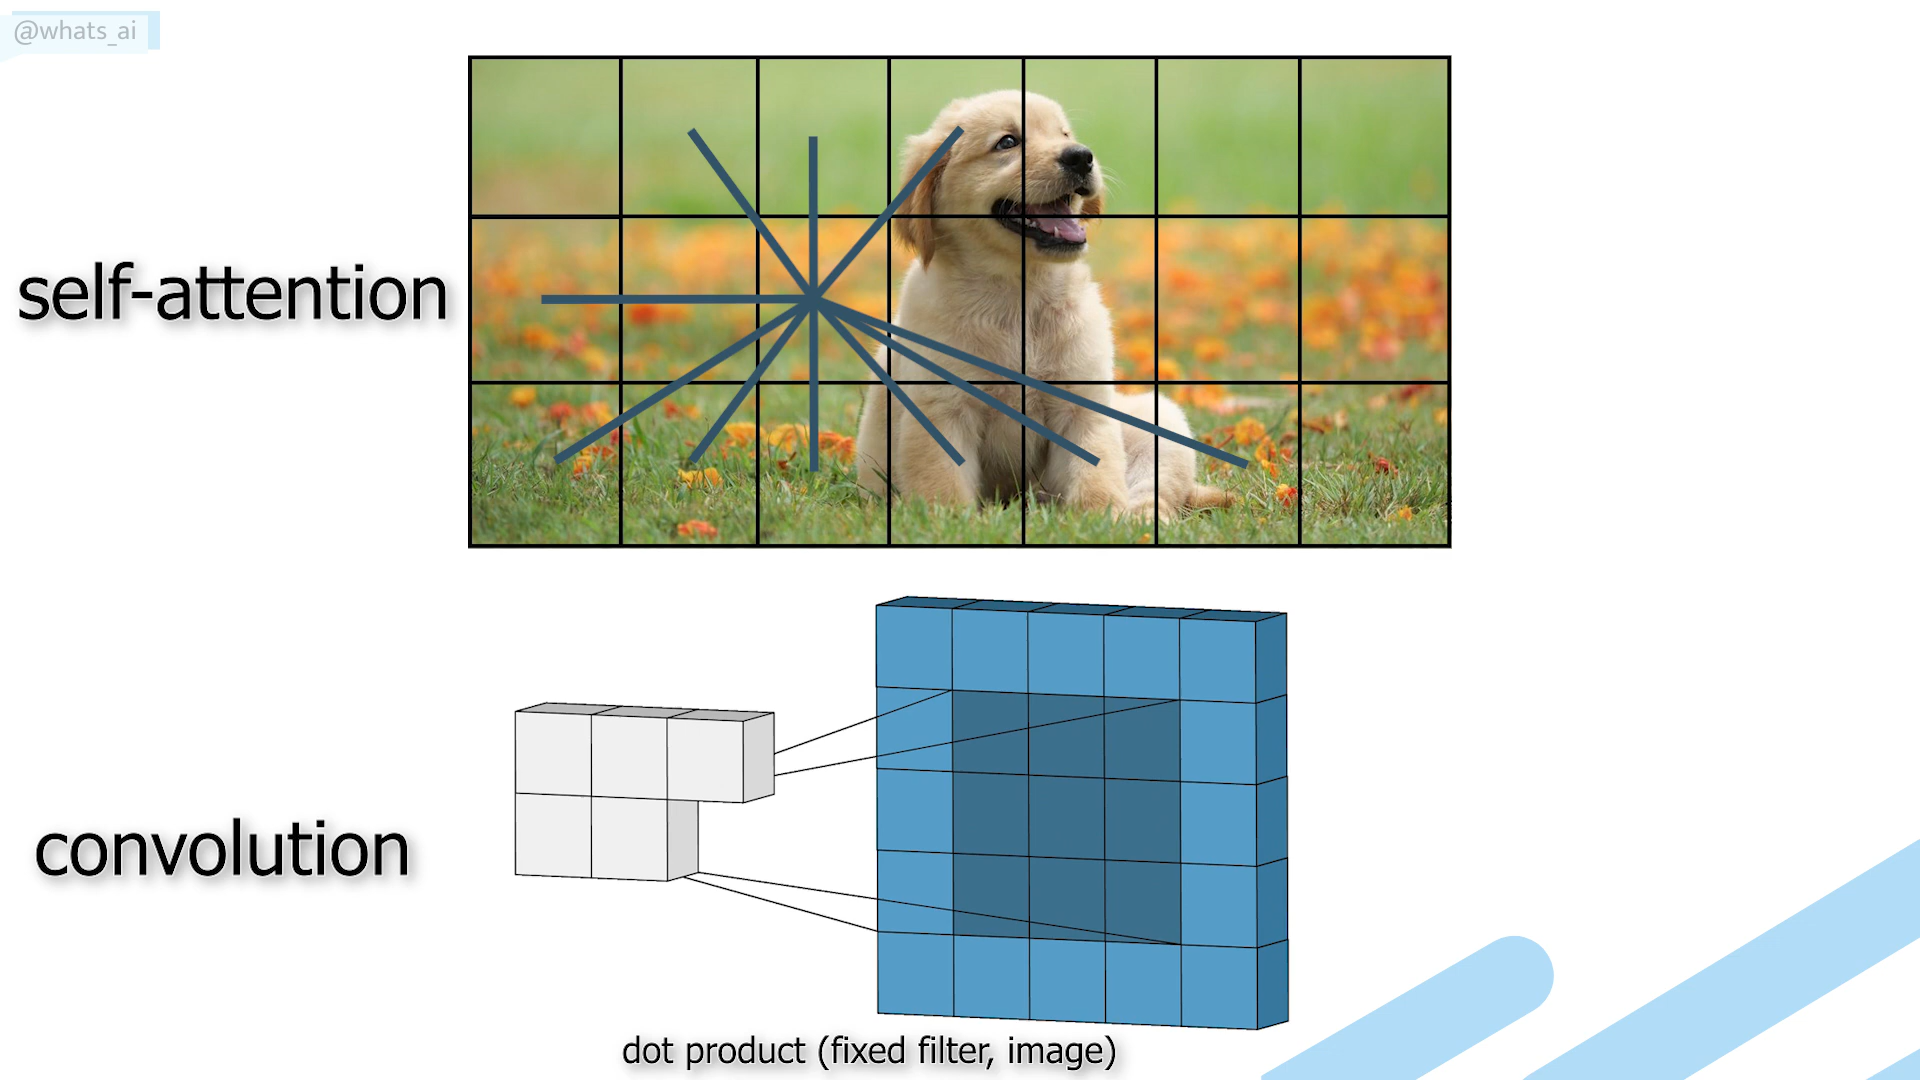 @whats_ai
self-attention
convolution
dot product (fixed filter, image)